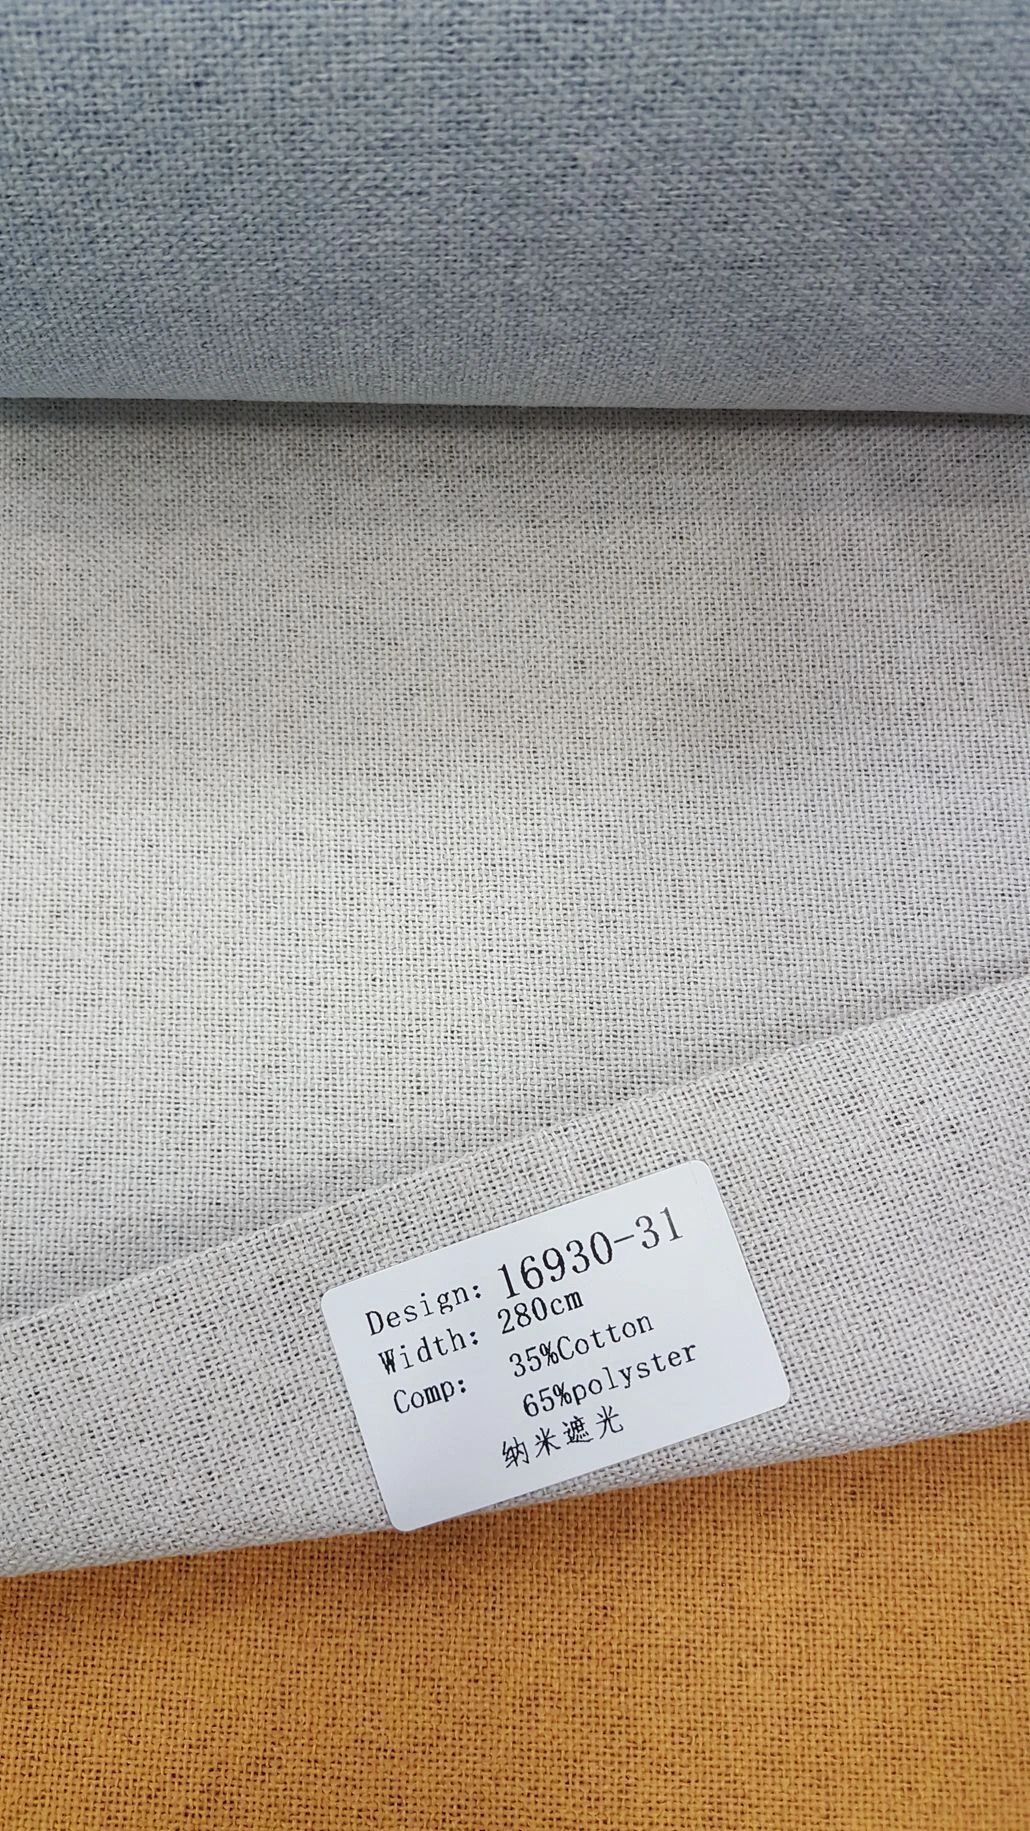 Design: 16930-31
Width: 280cm
Comp: 35%Cotton
65%polyster
纳米遮光